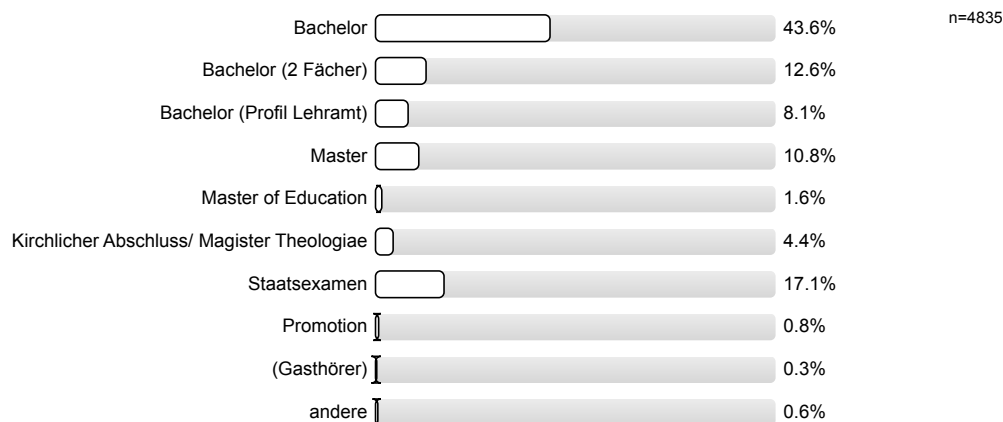 n=4835
Bachelor 43.6%
Bachelor (2 Fächer) 12.6%
Bachelor (Profil Lehramt) 8.1%
Master 10.8%
Master of Education 1.6%
Kirchlicher Abschluss/ Magister Theologiae 4.4%
Staatsexamen 17.1%
Promotion 0.8%
(Gasthörer) 0.3%
andere 0.6%